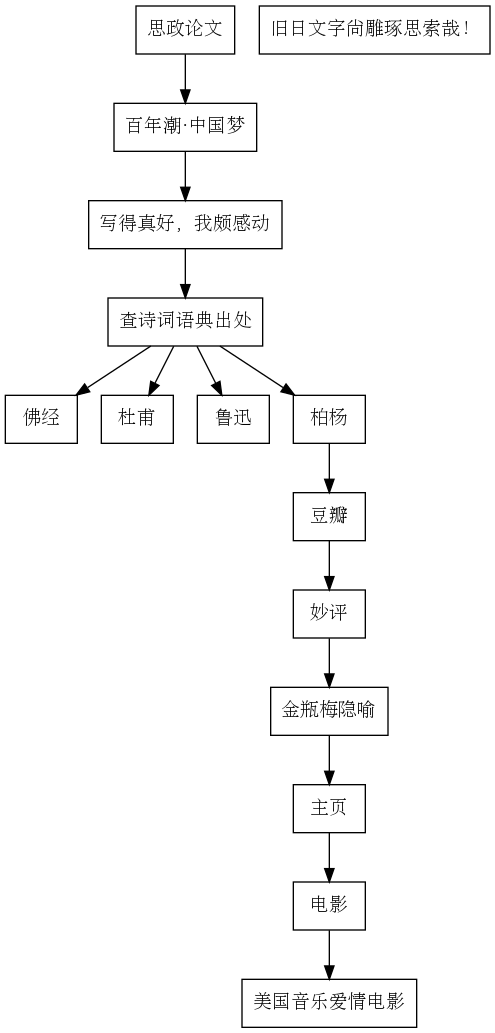 思政论文
旧日文字尚雕琢思索哉！
百年潮·中国梦
写得真好，我颇感动
查诗词语典出处
佛经
杜甫
鲁迅
柏杨
豆瓣
妙评
金瓶梅隐喻
主页
电影
美国音乐爱情电影